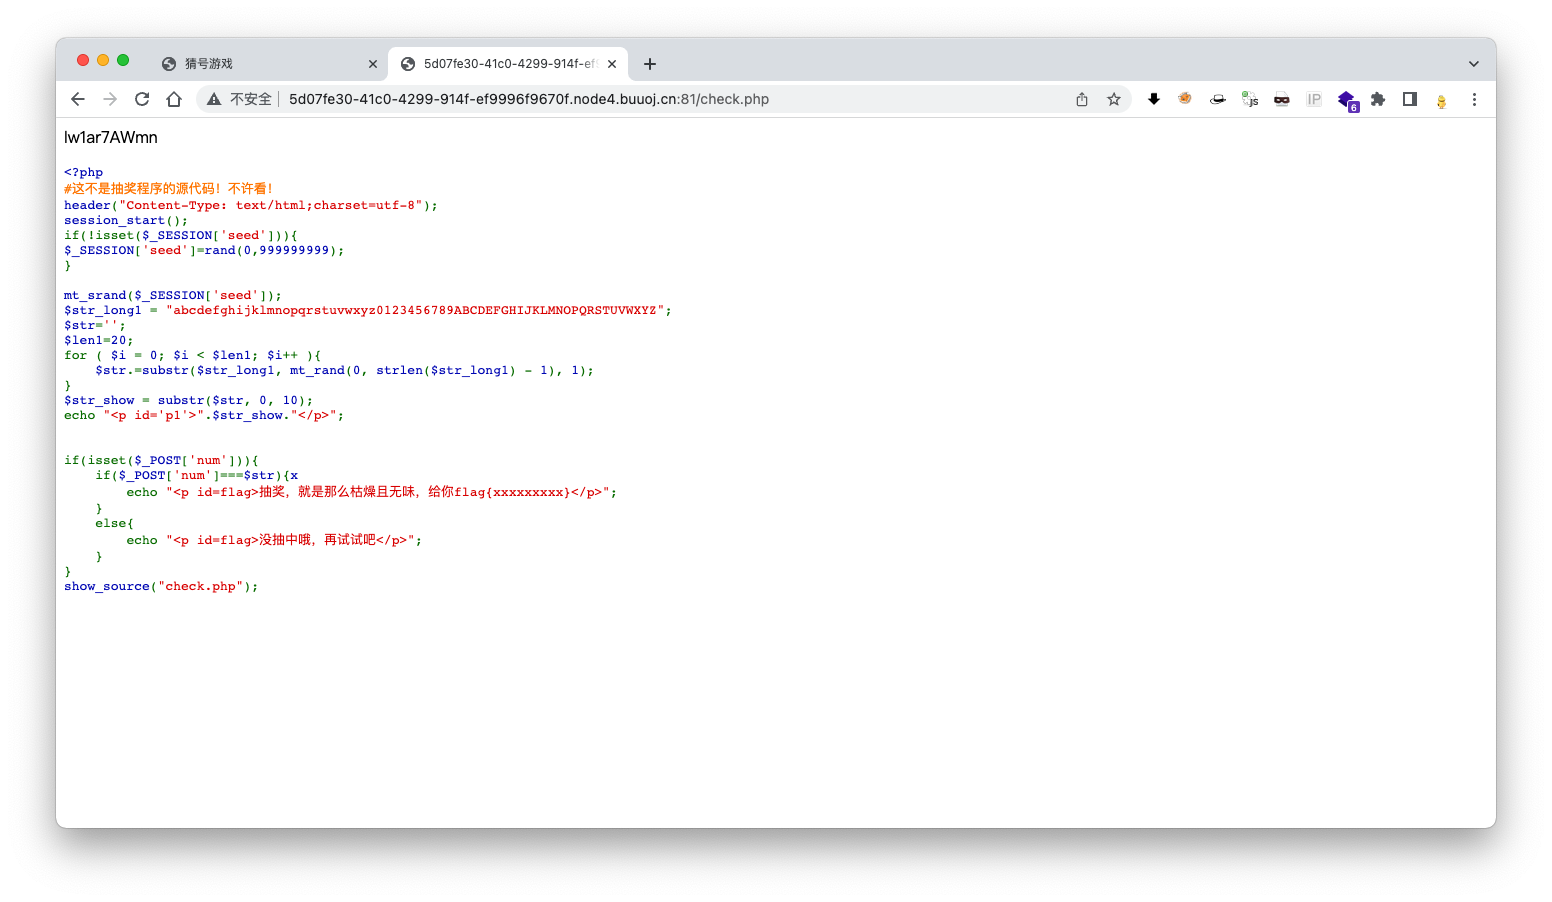 猜号游戏
5d07fe30-41c0-4299-914f-eff
不安全 5d07fe30-41c0-4299-914f-ef9996f9670f.node4.buuoj.cn:81/check.php
JS
IP
6
lw1ar7AWmn
<?php
#这不是抽奖程序的源代码！不许看！
header("Content-Type: text/html;charset=utf-8");
session_start();
if(!isset($_SESSION['seed'])){
$_SESSION['seed']=rand(0,999999999);
}
mt_srand($_SESSION['seed']);
$str_long1 = "abcdefghijklmnopqrstuvwxyz0123456789ABCDEFGHIJKLMNOPQRSTUVWXYZ";
$str='';
$len1=20;
for ( $i = 0; $i < $len1; $i++ ){
    $str.=substr($str_long1, mt_rand(0, strlen($str_long1) - 1), 1);
}
$str_show = substr($str, 0, 10);
echo "<p id='p1'>".$str_show."</p>";
if(isset($_POST['num'])){
    if($_POST['num']===$str){x
        echo "<p id=flag>抽奖，就是那么枯燥且无味，给你flag{xxxxxxxxx}</p>";
    }
    else{
        echo "<p id=flag>没抽中哦，再试试吧</p>";
    }
}
show_source("check.php");